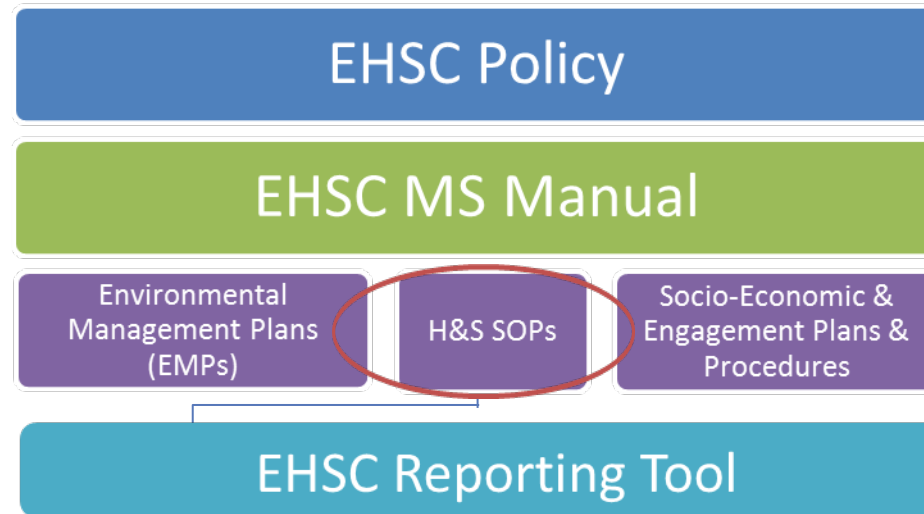 EHSC Policy
EHSC MS Manual
Environmental
Management Plans
(EMPs)
H&S SOPs
Socio-Economic &
Engagement Plans &
Procedures
EHSC Reporting Tool